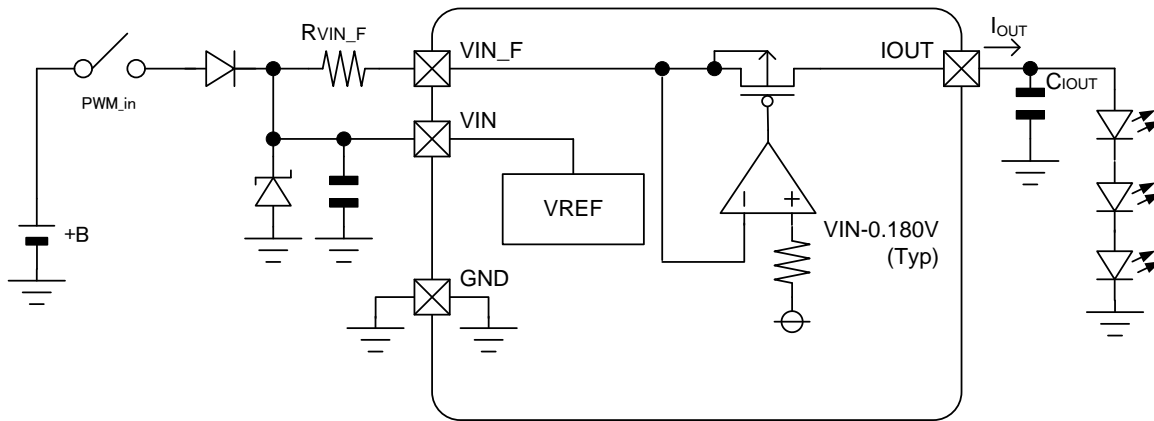 RVIN_F
VIN_F
IOUT
IOUT
CIOUT
PWM_in
VIN
VREF
+B
VIN-0.180V
(Typ)
GND